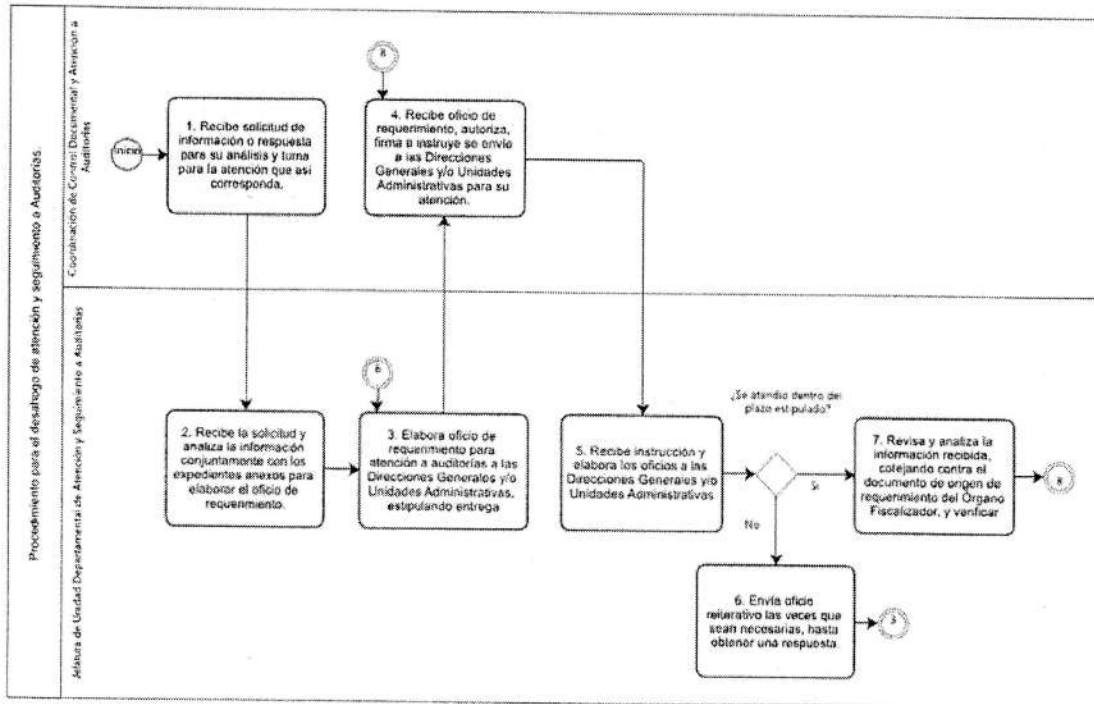 Procedimiento para el desahogo de atención y seguimiento a Auditorías.
Coordinación de Control Documental y Atención a
Auditorías
Inicio
1. Recibe solicitud de
información o respuesta
para su análisis y turna
para la atención que así
corresponda.
8
4. Recibe oficio de
requerimiento, autoriza,
firma e instruye se envíe
a las Direcciones
Generales y/o Unidades
Administrativas para su
atención.
Jefatura de Unidad Departamental de Atención y Seguimiento a Auditorías
2. Recibe la solicitud y
analiza la información
conjuntamente con los
expedientes anexos para
elaborar el oficio de
requerimiento.
6
3. Elabora oficio de
requerimiento para
atención a auditorías a las
Direcciones Generales y/o
Unidades Administrativas,
estipulando entrega
5. Recibe instrucción y
elabora los oficios a las
Direcciones Generales y/o
Unidades Administrativas
¿Se atendio dentro del
plazo estipulado?
Si
No
7. Revisa y analiza la
información recibida,
cotejando contra el
documento de origen de
requerimiento del Órgano
Fiscalizador, y verificar
8
6. Envía oficio
reiterativo las veces que
sean necesarias, hasta
obtener una respuesta
3